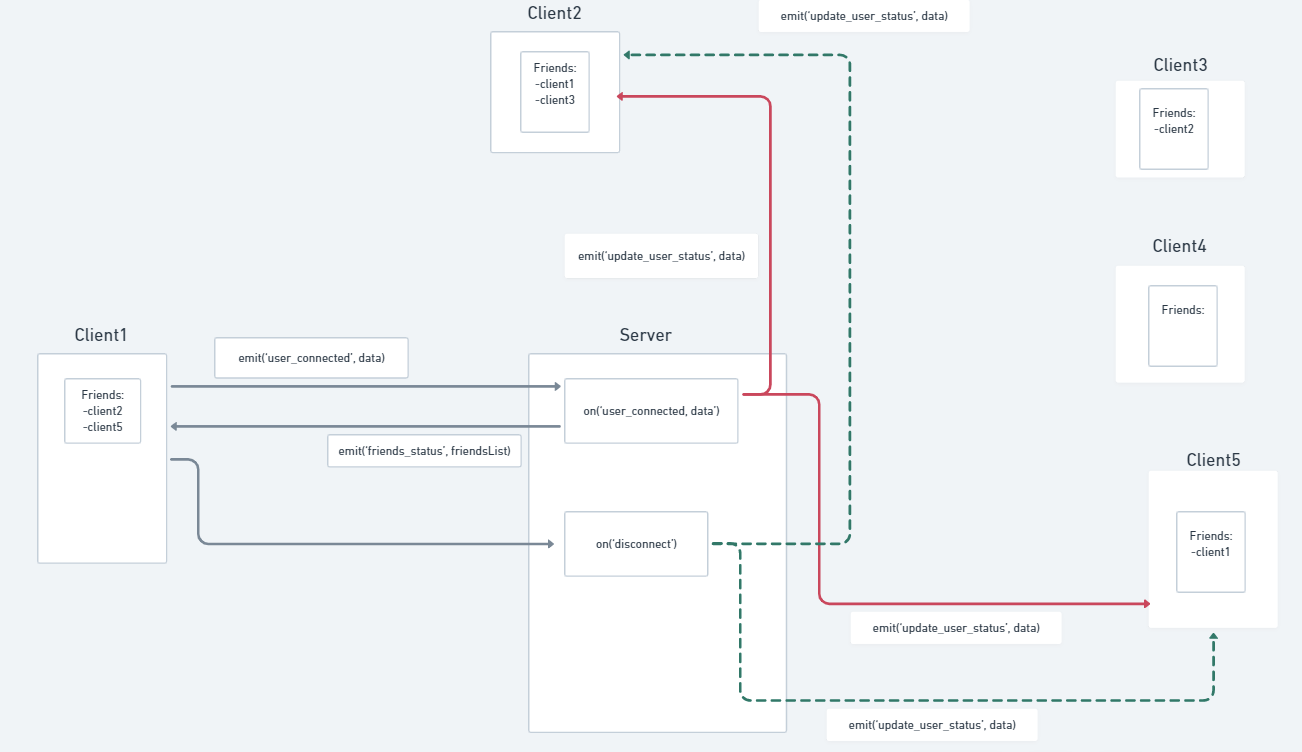 Client2
emit('update_user_status', data)
Friends:
-client1
-client3
Client3
Friends:
-client2
emit('update_user_status', data)
Client4
Friends:
Client1
Friends:
-client2
-client5
emit('user_connected', data)
emit('friends_status', friendsList)
Server
on('user_connected, data')
on('disconnect')
Client5
Friends:
-client1
emit('update_user_status', data)
emit('update_user_status', data)